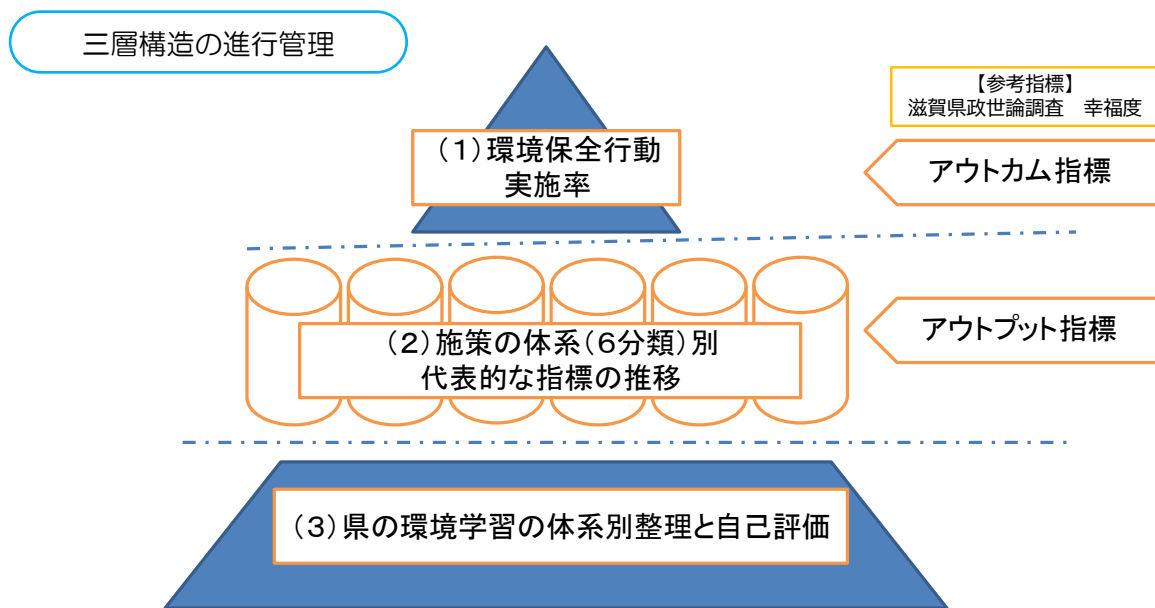 三層構造の進行管理
【参考指標】
滋賀県政世論調査　幸福度
（１）環境保全行動
実施率
アウトカム指標
（２）施策の体系（６分類）別
代表的な指標の推移
アウトプット指標
（３）県の環境学習の体系別整理と自己評価